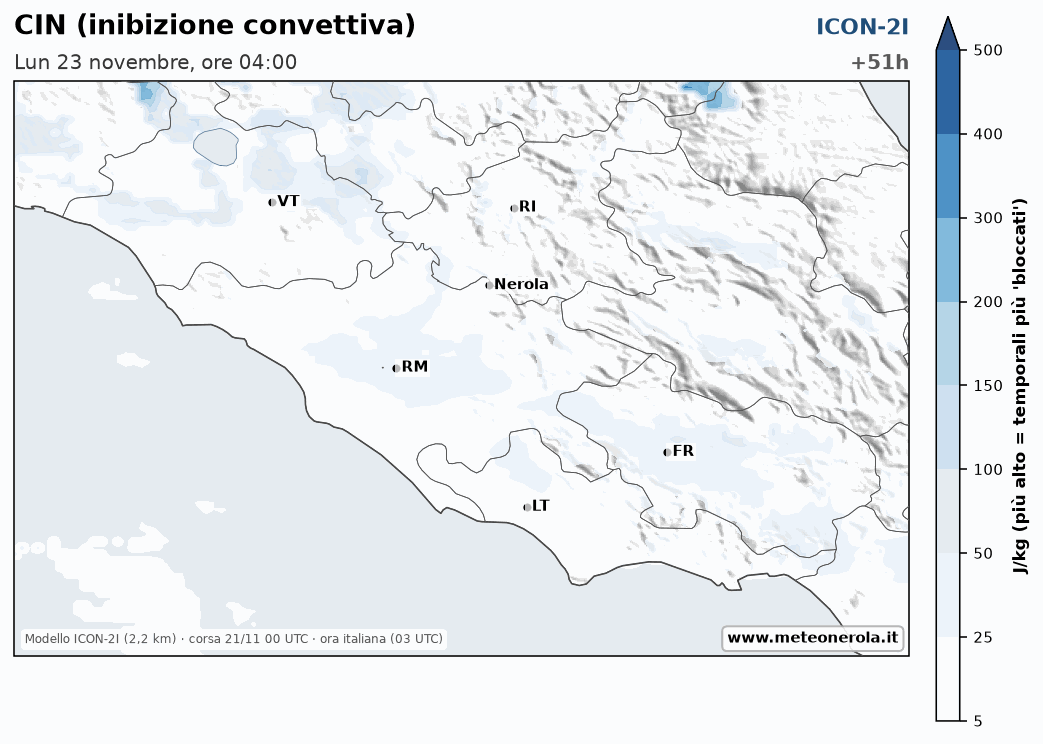 CIN (inibizione convettiva)
ICON-2I
Lun 23 novembre, ore 04:00
+51h
VT
RI
Nerola
RM
FR
LT
Modello ICON-2I (2,2 km) · corsa 21/11 00 UTC · ora italiana (03 UTC)
www.meteonerola.it
500
400
300
200
150
100
50
25
5
J/kg (più alto = temporali più 'bloccati')